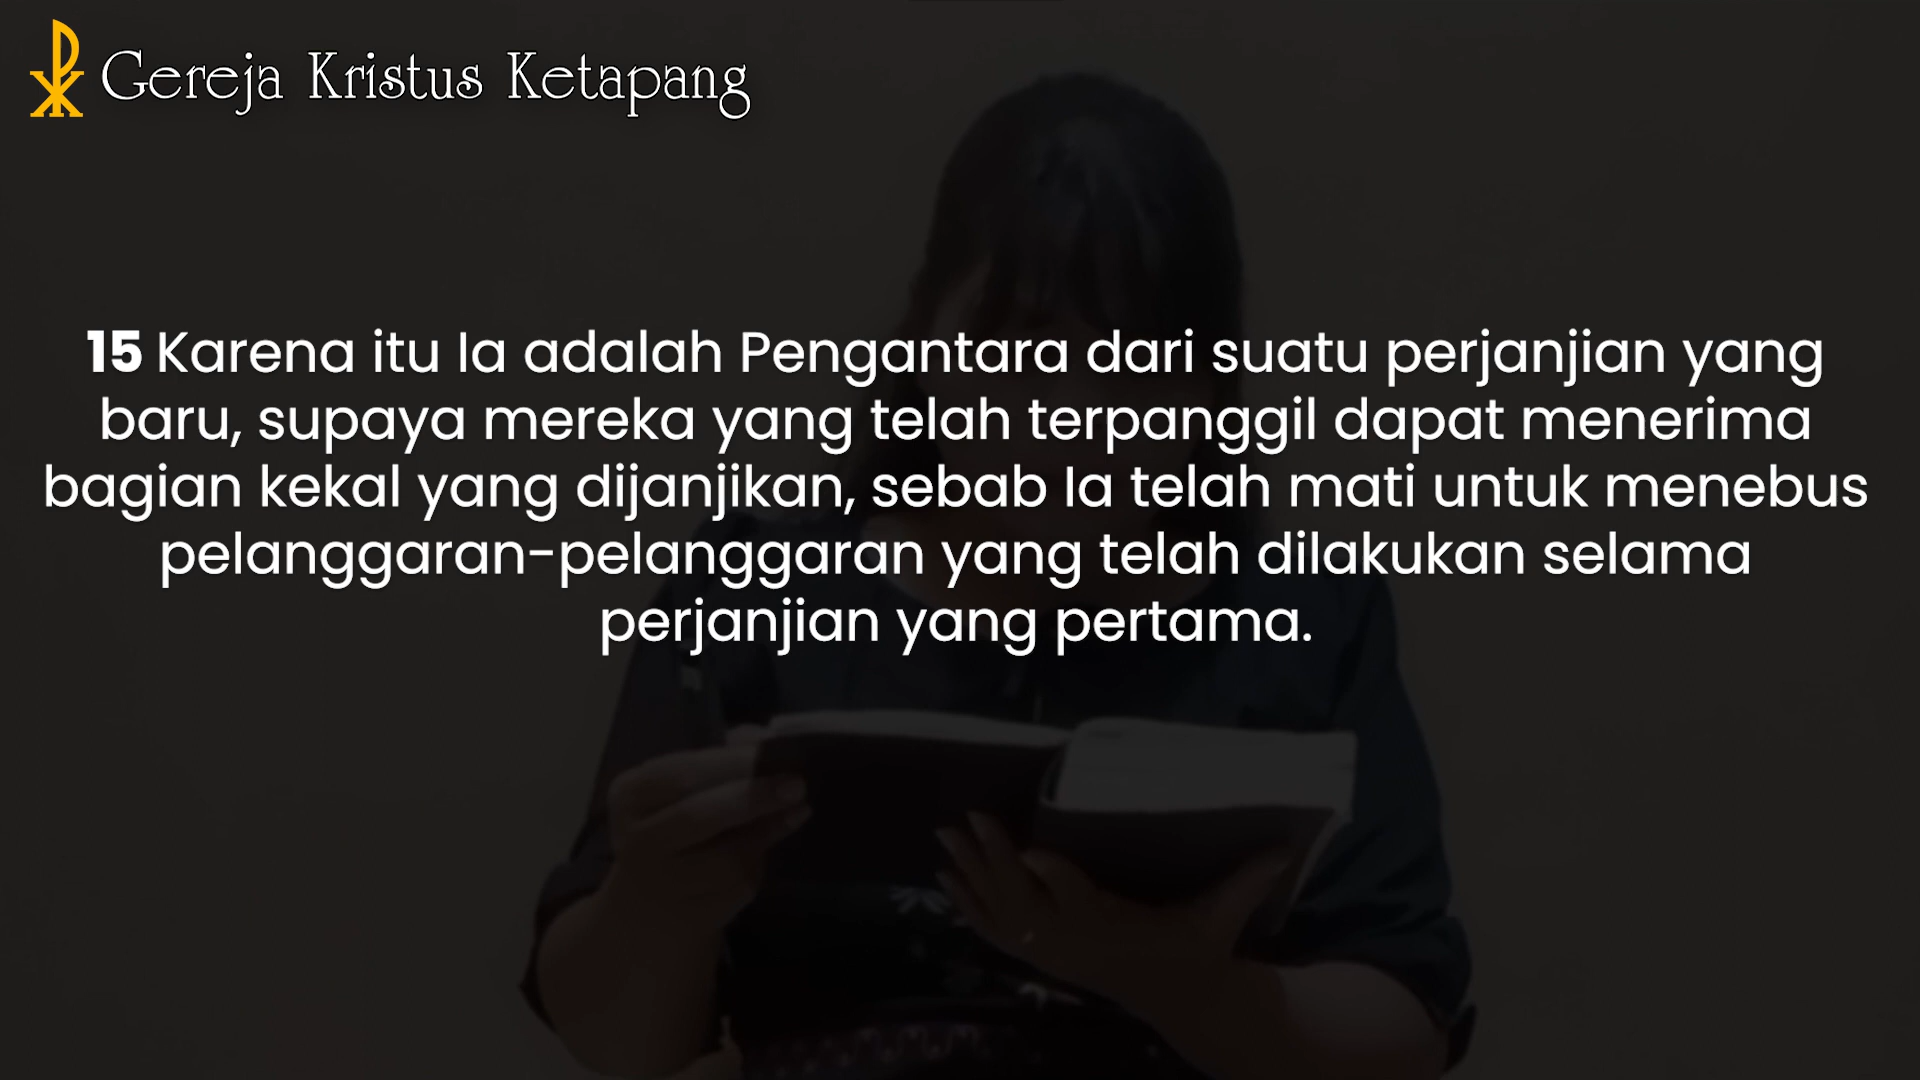 Gereja Kristus Ketapang
15 Karena itu Ia adalah Pengantara dari suatu perjanjian yang
baru, supaya mereka yang telah terpanggil dapat menerima
bagian kekal yang dijanjikan, sebab Ia telah mati untuk menebus
pelanggaran-pelanggaran yang telah dilakukan selama
perjanjian yang pertama.